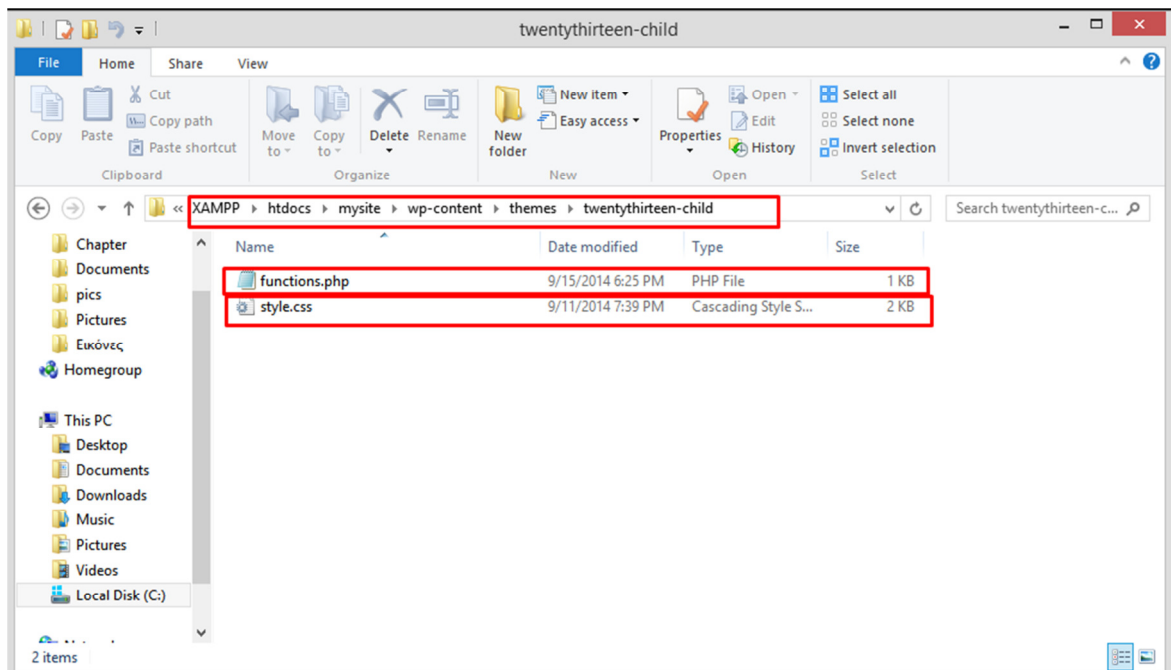 twentythirteen-child
File Home Share View
Copy
Paste
Cut
Copy path
Paste shortcut
Clipboard
Move to
Copy to
Delete
Rename
Organize
New folder
New item
Easy access
New
Properties
Open
Edit
History
Open
Select all
Select none
Invert selection
Select
« XAMPP htdocs mysite wp-content themes twentythirteen-child
Search twentythirteen-c...
Chapter
Documents
pics
Pictures
Εικόνες
Homegroup
This PC
Desktop
Documents
Downloads
Music
Pictures
Videos
Local Disk (C:)
Name Date modified Type Size
functions.php 9/15/2014 6:25 PM PHP File 1 KB
style.css 9/11/2014 7:39 PM Cascading Style S... 2 KB
2 items